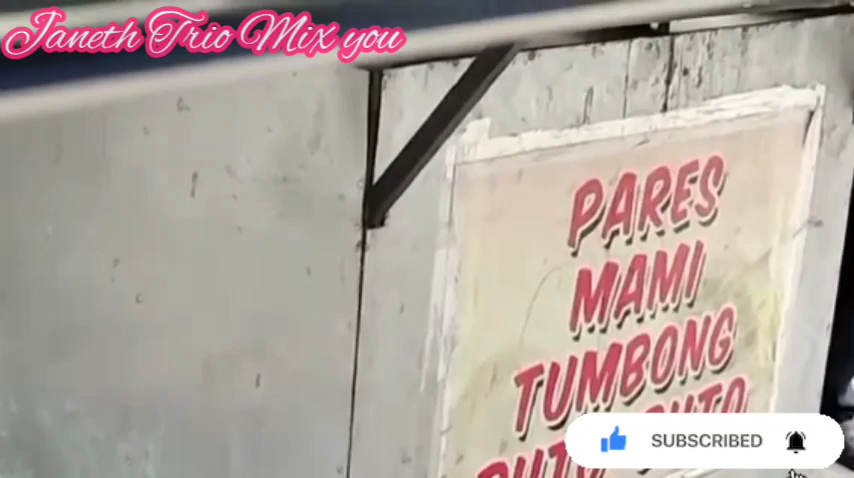 Janeth Trio Mix you
PARES
MAMI
TUMBONG
SUBSCRIBED